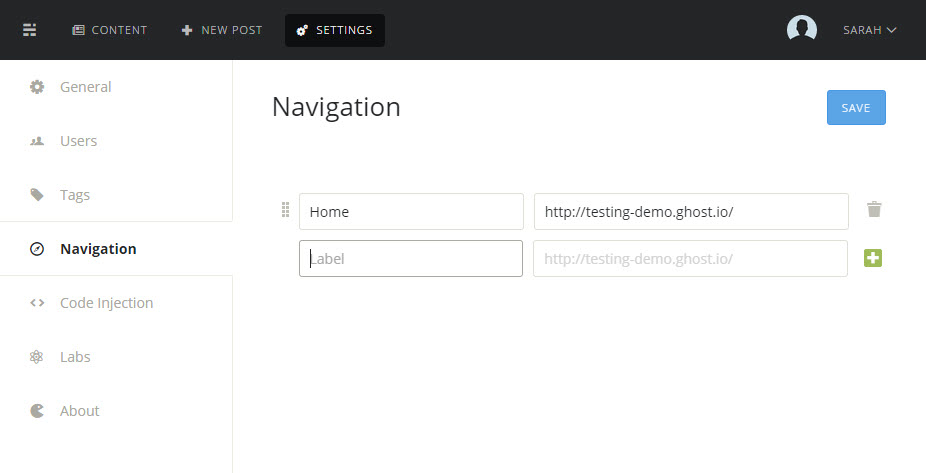 CONTENT NEW POST SETTINGS SARAH
General
Users
Tags
Navigation
Code Injection
Labs
About
Navigation SAVE
Home http://testing-demo.ghost.io/
Label http://testing-demo.ghost.io/